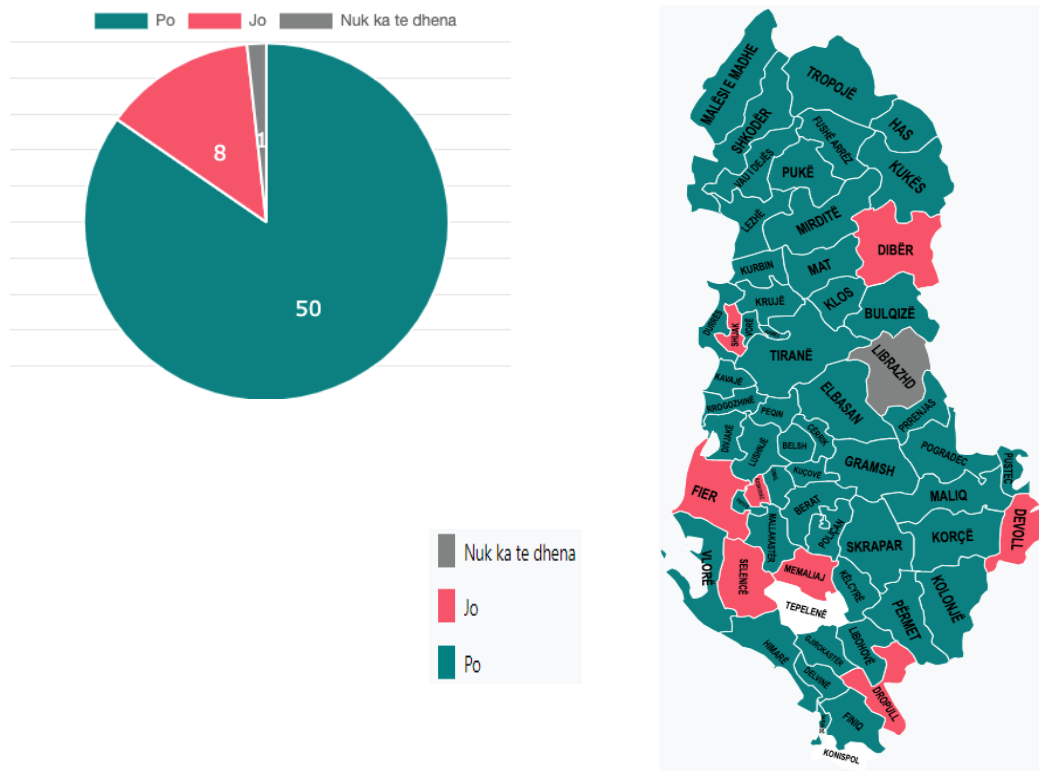 Po Jo Nuk ka te dhena
50
8
1
Nuk ka te dhena
Jo
Po
MALËSI E MADHE
TROPOJË
SHKODËR
HAS
FUSHË ARRËZ
VAU I DEJËS
PUKË
KUKËS
LEZHË
MIRDITË
DIBËR
KURBIN
MAT
KRUJË
KLOS
BULQIZË
DURRËS
SHIJAK
VORË
TIRANË
LIBRAZHD
KAVAJË
ELBASAN
RROGOZHINË
PEQIN
PRRENJAS
DIVJAKË
LUSHNJE
CËRRIK
BELSH
GRAMSH
POGRADEC
PUSTEC
KUÇOVË
FIER
BERAT
MALIQ
DEVOLL
MALLAKASTËR
POLIÇAN
SKRAPAR
KORÇË
VLORË
SELENICË
MEMALIAJ
KËLCYRË
TEPELENË
PËRMET
KOLONJË
HIMARË
GJIROKASTËR
LIBOHOVË
DELVINË
DROPULL
FINIQ
KONISPOL